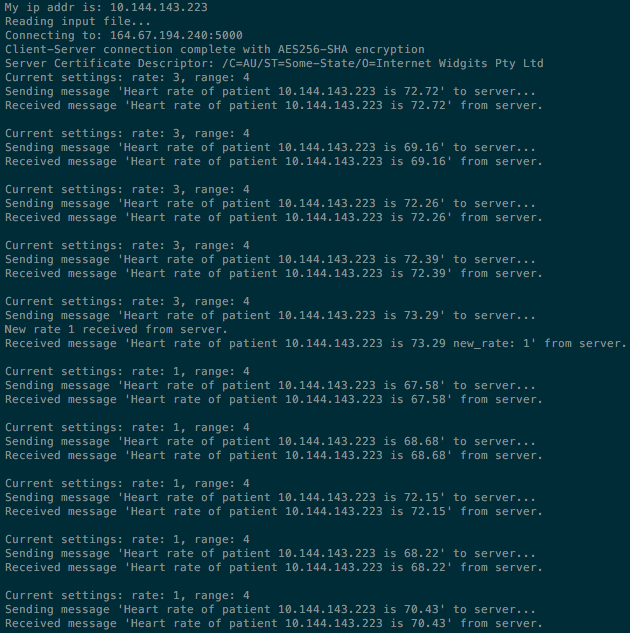 My ip addr is: 10.144.143.223
Reading input file...
Connecting to: 164.67.194.240:5000
Client-Server connection complete with AES256-SHA encryption
Server Certificate Descriptor: /C=AU/ST=Some-State/O=Internet Widgits Pty Ltd
Current settings: rate: 3, range: 4
Sending message 'Heart rate of patient 10.144.143.223 is 72.72' to server...
Received message 'Heart rate of patient 10.144.143.223 is 72.72' from server.
Current settings: rate: 3, range: 4
Sending message 'Heart rate of patient 10.144.143.223 is 69.16' to server...
Received message 'Heart rate of patient 10.144.143.223 is 69.16' from server.
Current settings: rate: 3, range: 4
Sending message 'Heart rate of patient 10.144.143.223 is 72.26' to server...
Received message 'Heart rate of patient 10.144.143.223 is 72.26' from server.
Current settings: rate: 3, range: 4
Sending message 'Heart rate of patient 10.144.143.223 is 72.39' to server...
Received message 'Heart rate of patient 10.144.143.223 is 72.39' from server.
Current settings: rate: 3, range: 4
Sending message 'Heart rate of patient 10.144.143.223 is 73.29' to server...
New rate 1 received from server.
Received message 'Heart rate of patient 10.144.143.223 is 73.29 new_rate: 1' from server.
Current settings: rate: 1, range: 4
Sending message 'Heart rate of patient 10.144.143.223 is 67.58' to server...
Received message 'Heart rate of patient 10.144.143.223 is 67.58' from server.
Current settings: rate: 1, range: 4
Sending message 'Heart rate of patient 10.144.143.223 is 68.68' to server...
Received message 'Heart rate of patient 10.144.143.223 is 68.68' from server.
Current settings: rate: 1, range: 4
Sending message 'Heart rate of patient 10.144.143.223 is 72.15' to server...
Received message 'Heart rate of patient 10.144.143.223 is 72.15' from server.
Current settings: rate: 1, range: 4
Sending message 'Heart rate of patient 10.144.143.223 is 68.22' to server...
Received message 'Heart rate of patient 10.144.143.223 is 68.22' from server.
Current settings: rate: 1, range: 4
Sending message 'Heart rate of patient 10.144.143.223 is 70.43' to server...
Received message 'Heart rate of patient 10.144.143.223 is 70.43' from server.